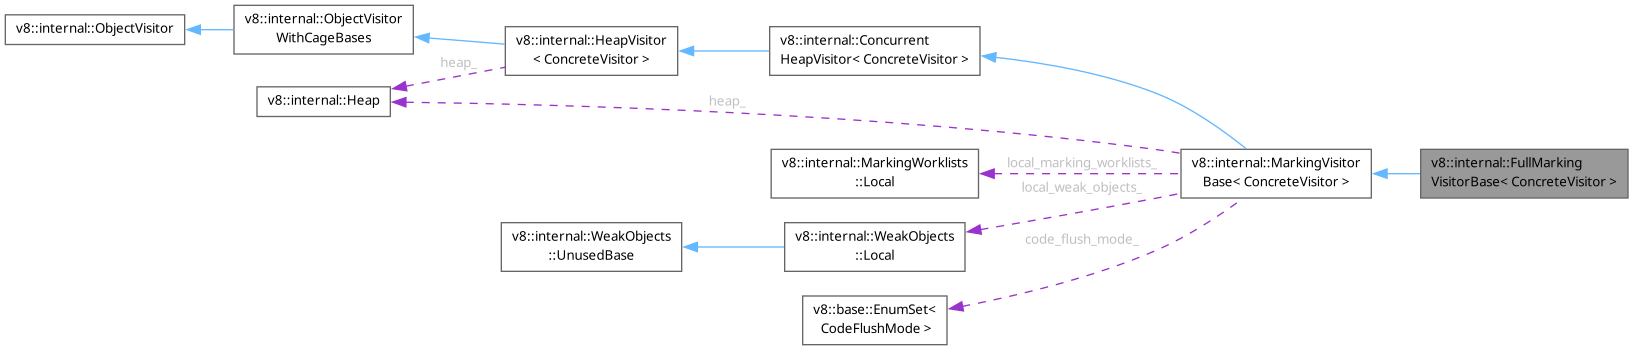 v8::internal::ObjectVisitor
v8::internal::ObjectVisitor
WithCageBases
v8::internal::HeapVisitor
< ConcreteVisitor >
v8::internal::Concurrent
HeapVisitor< ConcreteVisitor >
heap_
v8::internal::Heap
heap_
v8::internal::MarkingWorklists
::Local
local_marking_worklists_
v8::internal::MarkingVisitor
Base< ConcreteVisitor >
v8::internal::FullMarking
VisitorBase< ConcreteVisitor >
local_weak_objects_
v8::internal::WeakObjects
::UnusedBase
v8::internal::WeakObjects
::Local
code_flush_mode_
v8::base::EnumSet<
CodeFlushMode >